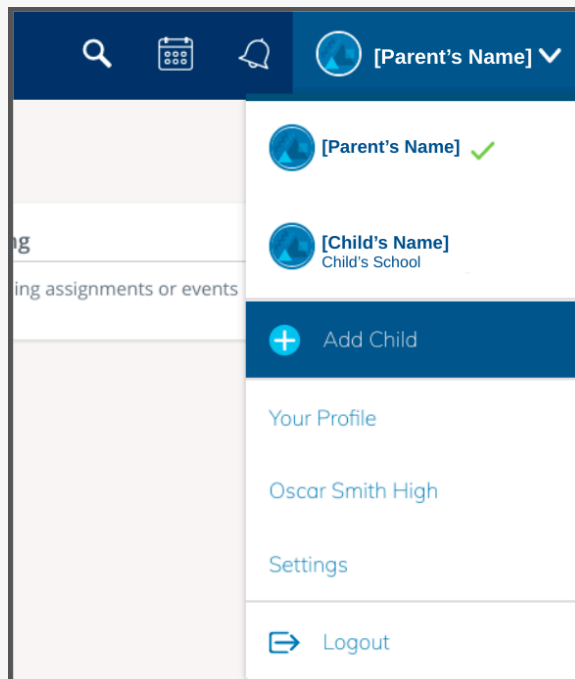 [Parent’s Name]
[Parent’s Name]
[Child’s Name]
Child’s School
ing assignments or events
Add Child
Your Profile
Oscar Smith High
Settings
Logout